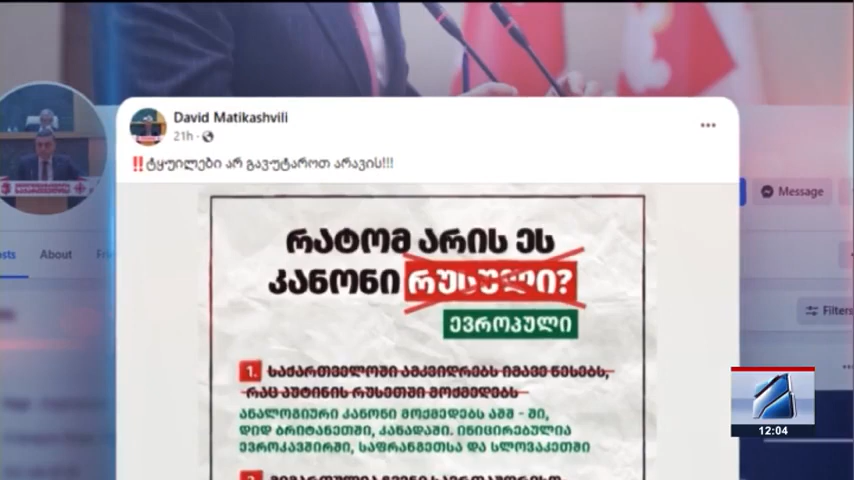 David Matikashvili
21h
‼️ტყუილები არ გავუტაროთ არავის!!!
Message
About
Filters
რატომ არის ეს
კანონი რუსული?
ევროპული
1. საქართველოში ამკვიდრებს იმავე წესებს,
რაც პუტინის რუსეთში მოქმედებს
ანალოგიური კანონი მოქმედებს აშშ - ში,
დიდ ბრიტანეთში, კანადაში. ინიცირებულია
ევროკავშირში, საფრანგეთსა და სლოვაკეთში
12:04